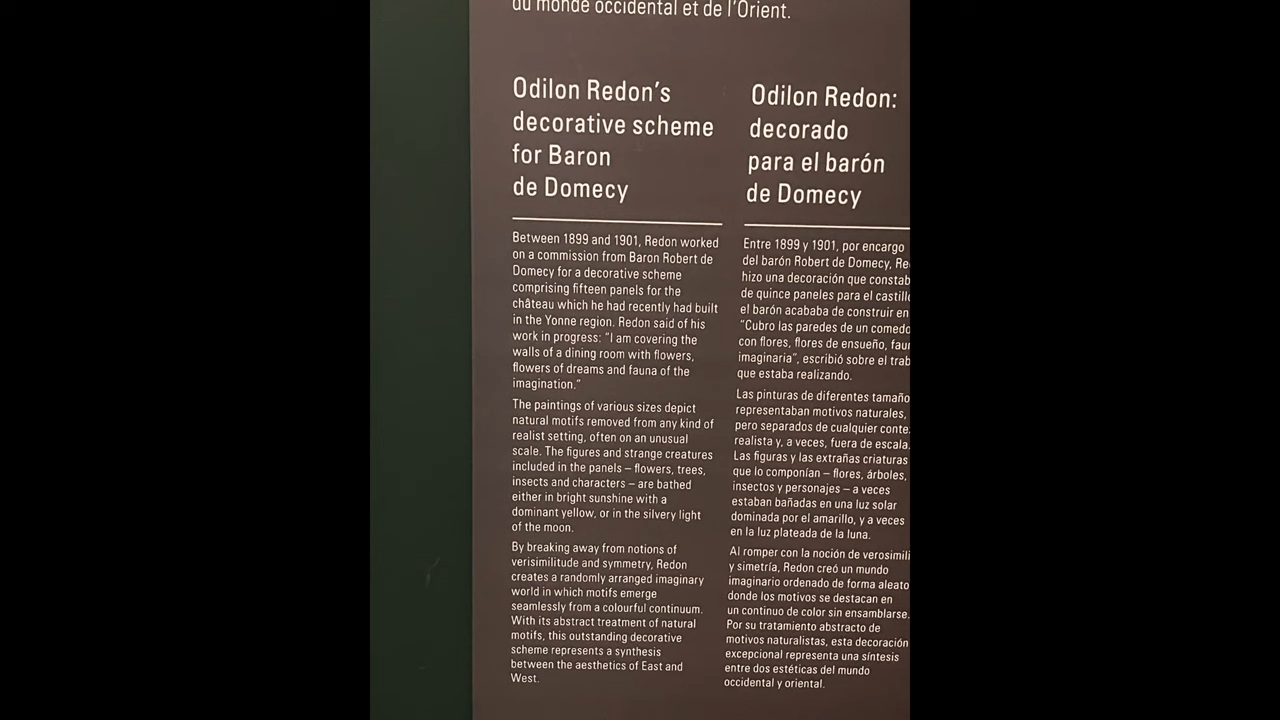 du monde occidental et de l'Orient.
Odilon Redon's
decorative scheme
for Baron
de Domecy
Between 1899 and 1901, Redon worked
on a commission from Baron Robert de
Domecy for a decorative scheme
comprising fifteen panels for the
château which he had recently had built
in the Yonne region. Redon said of his
work in progress: "I am covering the
walls of a dining room with flowers,
flowers of dreams and fauna of the
imagination."
The paintings of various sizes depict
natural motifs removed from any kind of
realist setting, often on an unusual
scale. The figures and strange creatures
included in the panels – flowers, trees,
insects and characters – are bathed
either in bright sunshine with a
dominant yellow, or in the silvery light
of the moon.
By breaking away from notions of
verisimilitude and symmetry, Redon
creates a randomly arranged imaginary
world in which motifs emerge
seamlessly from a colourful continuum.
With its abstract treatment of natural
motifs, this outstanding decorative
scheme represents a synthesis
between the aesthetics of East and
West.
Odilon Redon:
decorado
para el barón
de Domecy
Entre 1899 y 1901, por encargo
del barón Robert de Domecy, Re
hizo una decoración que constab
de quince paneles para el castill
el barón acababa de construir en
"Cubro las paredes de un comedo
con flores, flores de ensueño, fau
imaginaria", escribió sobre el trab
que estaba realizando.
Las pinturas de diferentes tamaño
representaban motivos naturales,
pero separados de cualquier conte
realista y, a veces, fuera de escala.
Las figuras y las extrañas criaturas
que lo componían – flores, árboles,
insectos y personajes – a veces
estaban bañadas en una luz solar
dominada por el amarillo, y a veces
en la luz plateada de la luna.
Al romper con la noción de verosimili
y simetría, Redon creó un mundo
imaginario ordenado de forma aleato
donde los motivos se destacan en
un continuo de color sin ensamblarse.
Por su tratamiento abstracto de
motivos naturalistas, esta decoración
excepcional representa una síntesis
entre dos estéticas del mundo
occidental y oriental.